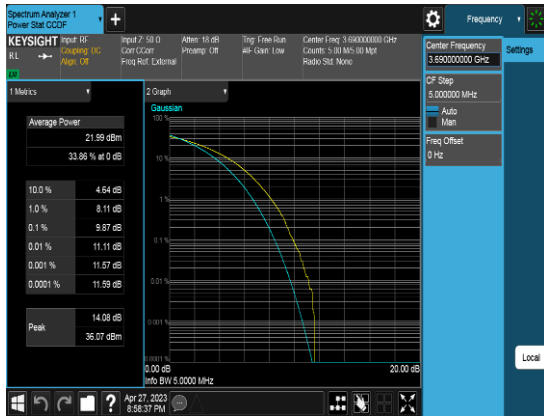 Spectrum Analyzer 1
Power Stat CCDF
+
Frequency
KEYSIGHT
RL
Input: RF
Coupling: DC
Align: Off
Input Z: 50 Ω
Corr CCorr
Freq Ref: External
Atten: 18 dB
Preamp: Off
Trig: Free Run
#IF Gain: Low
Center Freq: 3.690000000 GHz
Counts: 5.00 M/5.00 Mpt
Radio Std: None
Center Frequency
3.690000000 GHz
Settings
CF Step
5.000000 MHz
Auto
Man
Freq Offset
0 Hz
1 Metrics
2 Graph
Average Power
21.99 dBm
33.86 % at 0 dB
10.0 % 4.64 dB
1.0 % 8.11 dB
0.1 % 9.87 dB
0.01 % 11.11 dB
0.001 % 11.57 dB
0.0001 % 11.59 dB
Peak
14.08 dB
36.07 dBm
Gaussian
100 %
10 %
1 %
0.1 %
0.01 %
0.001 %
0.0001 %
0.00 dB
20.00 dB
Info BW 5.0000 MHz
Local
?
Apr 27, 2023
8:58:37 PM